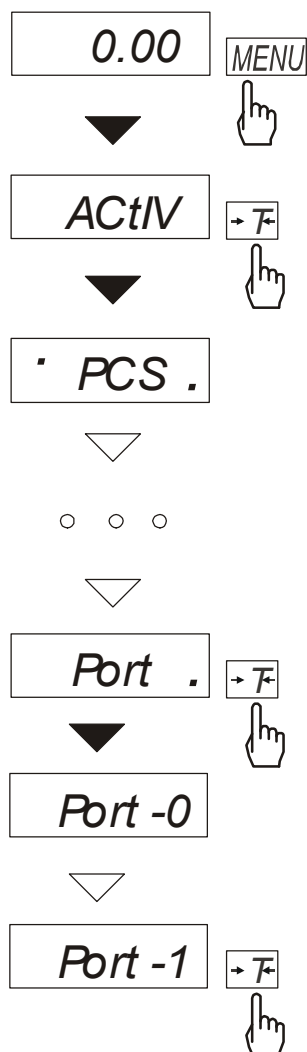 0.00 MENU
ACtIV →T←
PCS .
Port . →T←
Port -0
Port -1 →T←